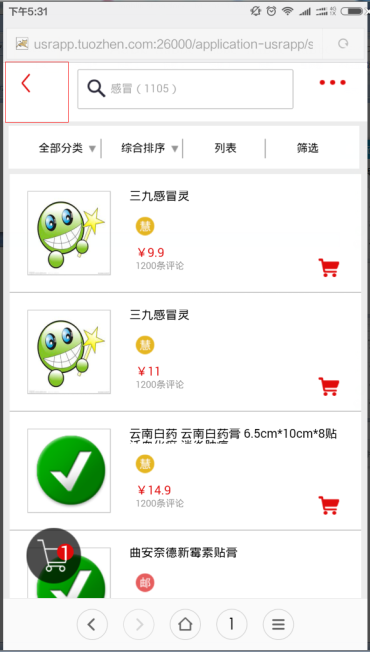 下午5:31
usrapp.tuozhen.com:26000/application-usrapp/s
感冒（1105）
全部分类 综合排序 列表 筛选
三九感冒灵
慧
￥9.9
1200条评论
三九感冒灵
慧
￥11
1200条评论
云南白药 云南白药膏 6.5cm*10cm*8贴
慧
￥14.9
1200条评论
1
曲安奈德新霉素贴膏
邮
1